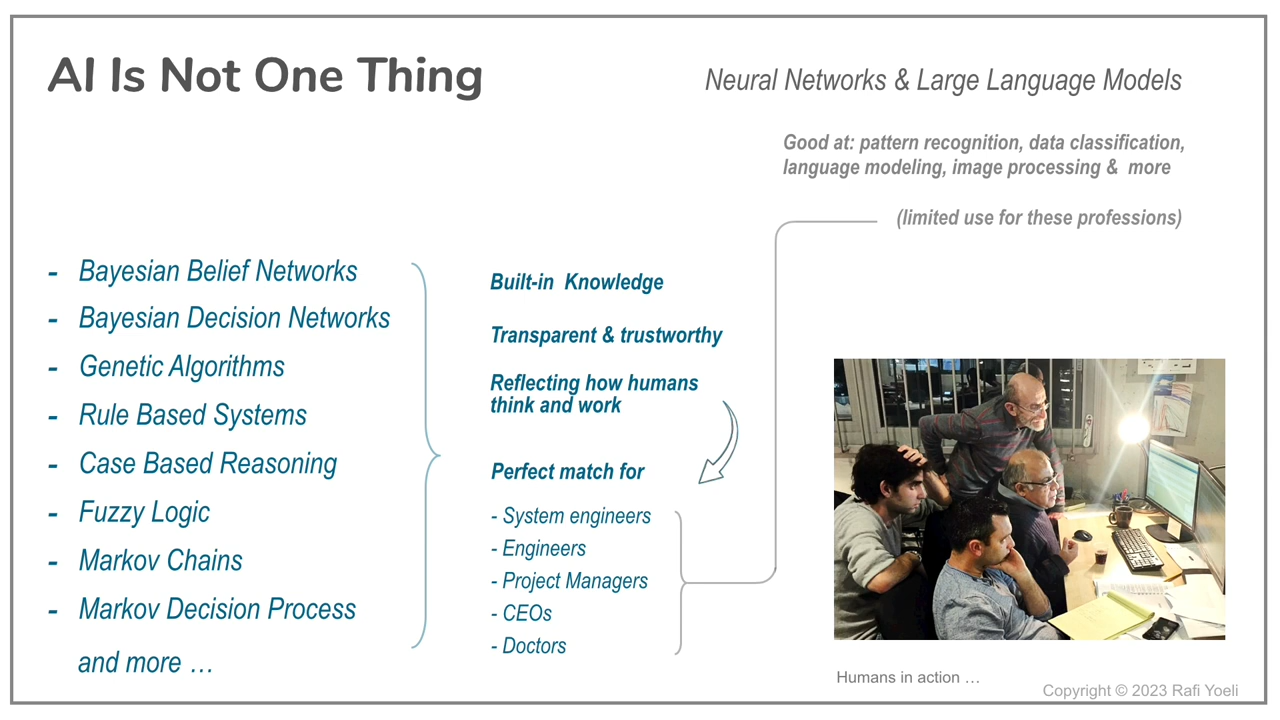 AI Is Not One Thing
Neural Networks & Large Language Models
Good at: pattern recognition, data classification,
language modeling, image processing & more
(limited use for these professions)
- Bayesian Belief Networks
- Bayesian Decision Networks
- Genetic Algorithms
- Rule Based Systems
- Case Based Reasoning
- Fuzzy Logic
- Markov Chains
- Markov Decision Process
and more …
Built-in Knowledge
Transparent & trustworthy
Reflecting how humans
think and work
Perfect match for
- System engineers
- Engineers
- Project Managers
- CEOs
- Doctors
Humans in action …
Copyright © 2023 Rafi Yoeli